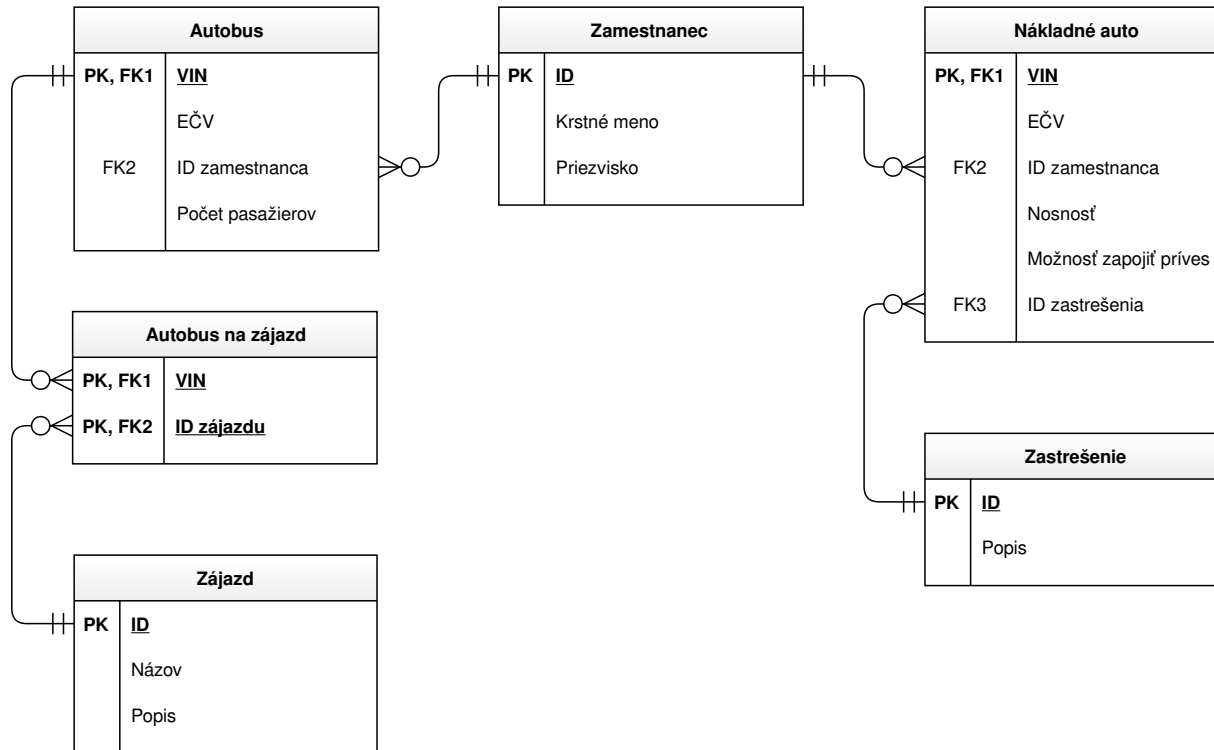 Autobus
PK, FK1 VIN
EČV
FK2 ID zamestnanca
Počet pasažierov
Zamestnanec
PK ID
Krstné meno
Priezvisko
Nákladné auto
PK, FK1 VIN
EČV
FK2 ID zamestnanca
Nosnosť
Možnosť zapojiť príves
FK3 ID zastrešenia
Autobus na zájazd
PK, FK1 VIN
PK, FK2 ID zájazdu
Zastrešenie
PK ID
Popis
Zájazd
PK ID
Názov
Popis